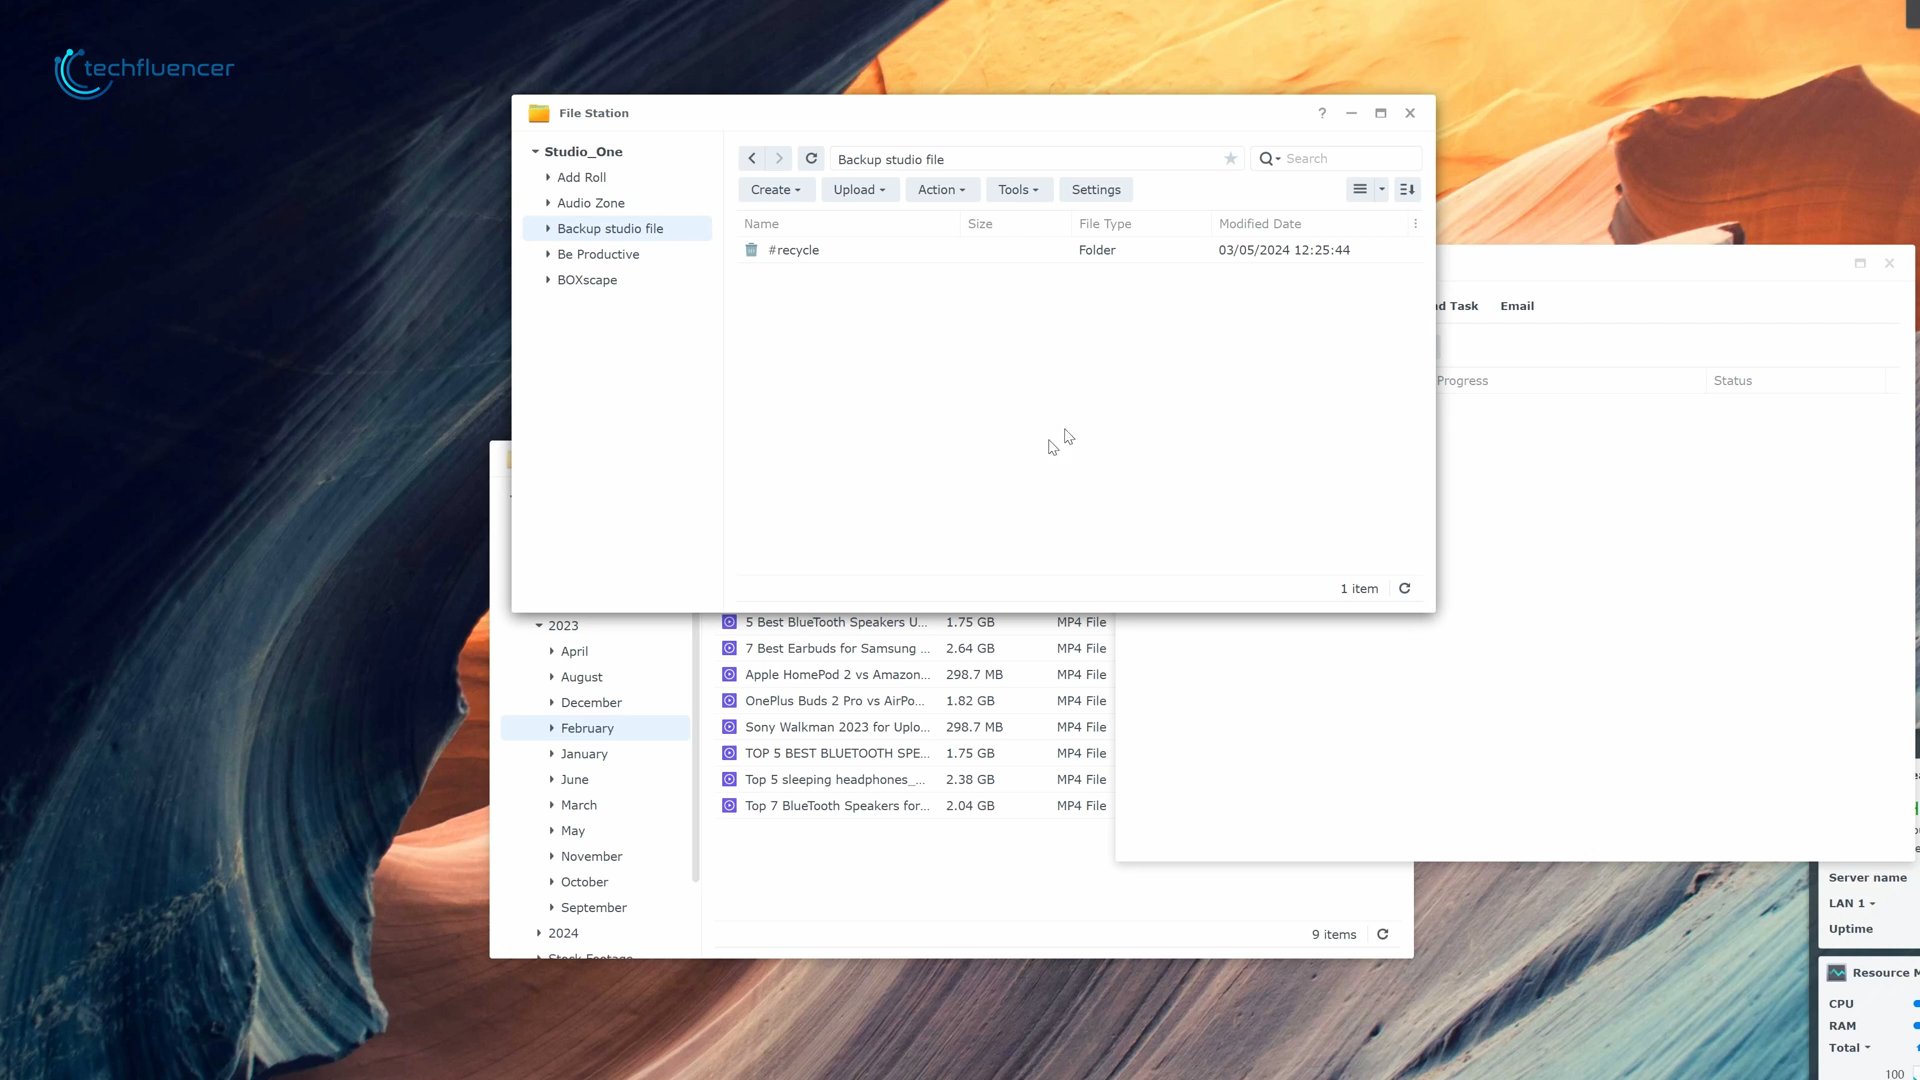 techfluencer
File Station
?
Studio_One
Add Roll
Audio Zone
Backup studio file
Be Productive
BOXscape
Backup studio file
Search
Create
Upload
Action
Tools
Settings
Name Size File Type Modified Date
#recycle Folder 03/05/2024 12:25:44
1 item
Task Email
Progress Status
2023
April
August
December
February
January
June
March
May
November
October
September
2024
5 Best BlueTooth Speakers U... 1.75 GB MP4 File
7 Best Earbuds for Samsung ... 2.64 GB MP4 File
Apple HomePod 2 vs Amazon... 298.7 MB MP4 File
OnePlus Buds 2 Pro vs AirPo... 1.82 GB MP4 File
Sony Walkman 2023 for Uplo... 298.7 MB MP4 File
TOP 5 BEST BLUETOOTH SPE... 1.75 GB MP4 File
Top 5 sleeping headphones_... 2.38 GB MP4 File
Top 7 BlueTooth Speakers for... 2.04 GB MP4 File
9 items
Server name
LAN 1
Uptime
Resource M
CPU
RAM
Total
100